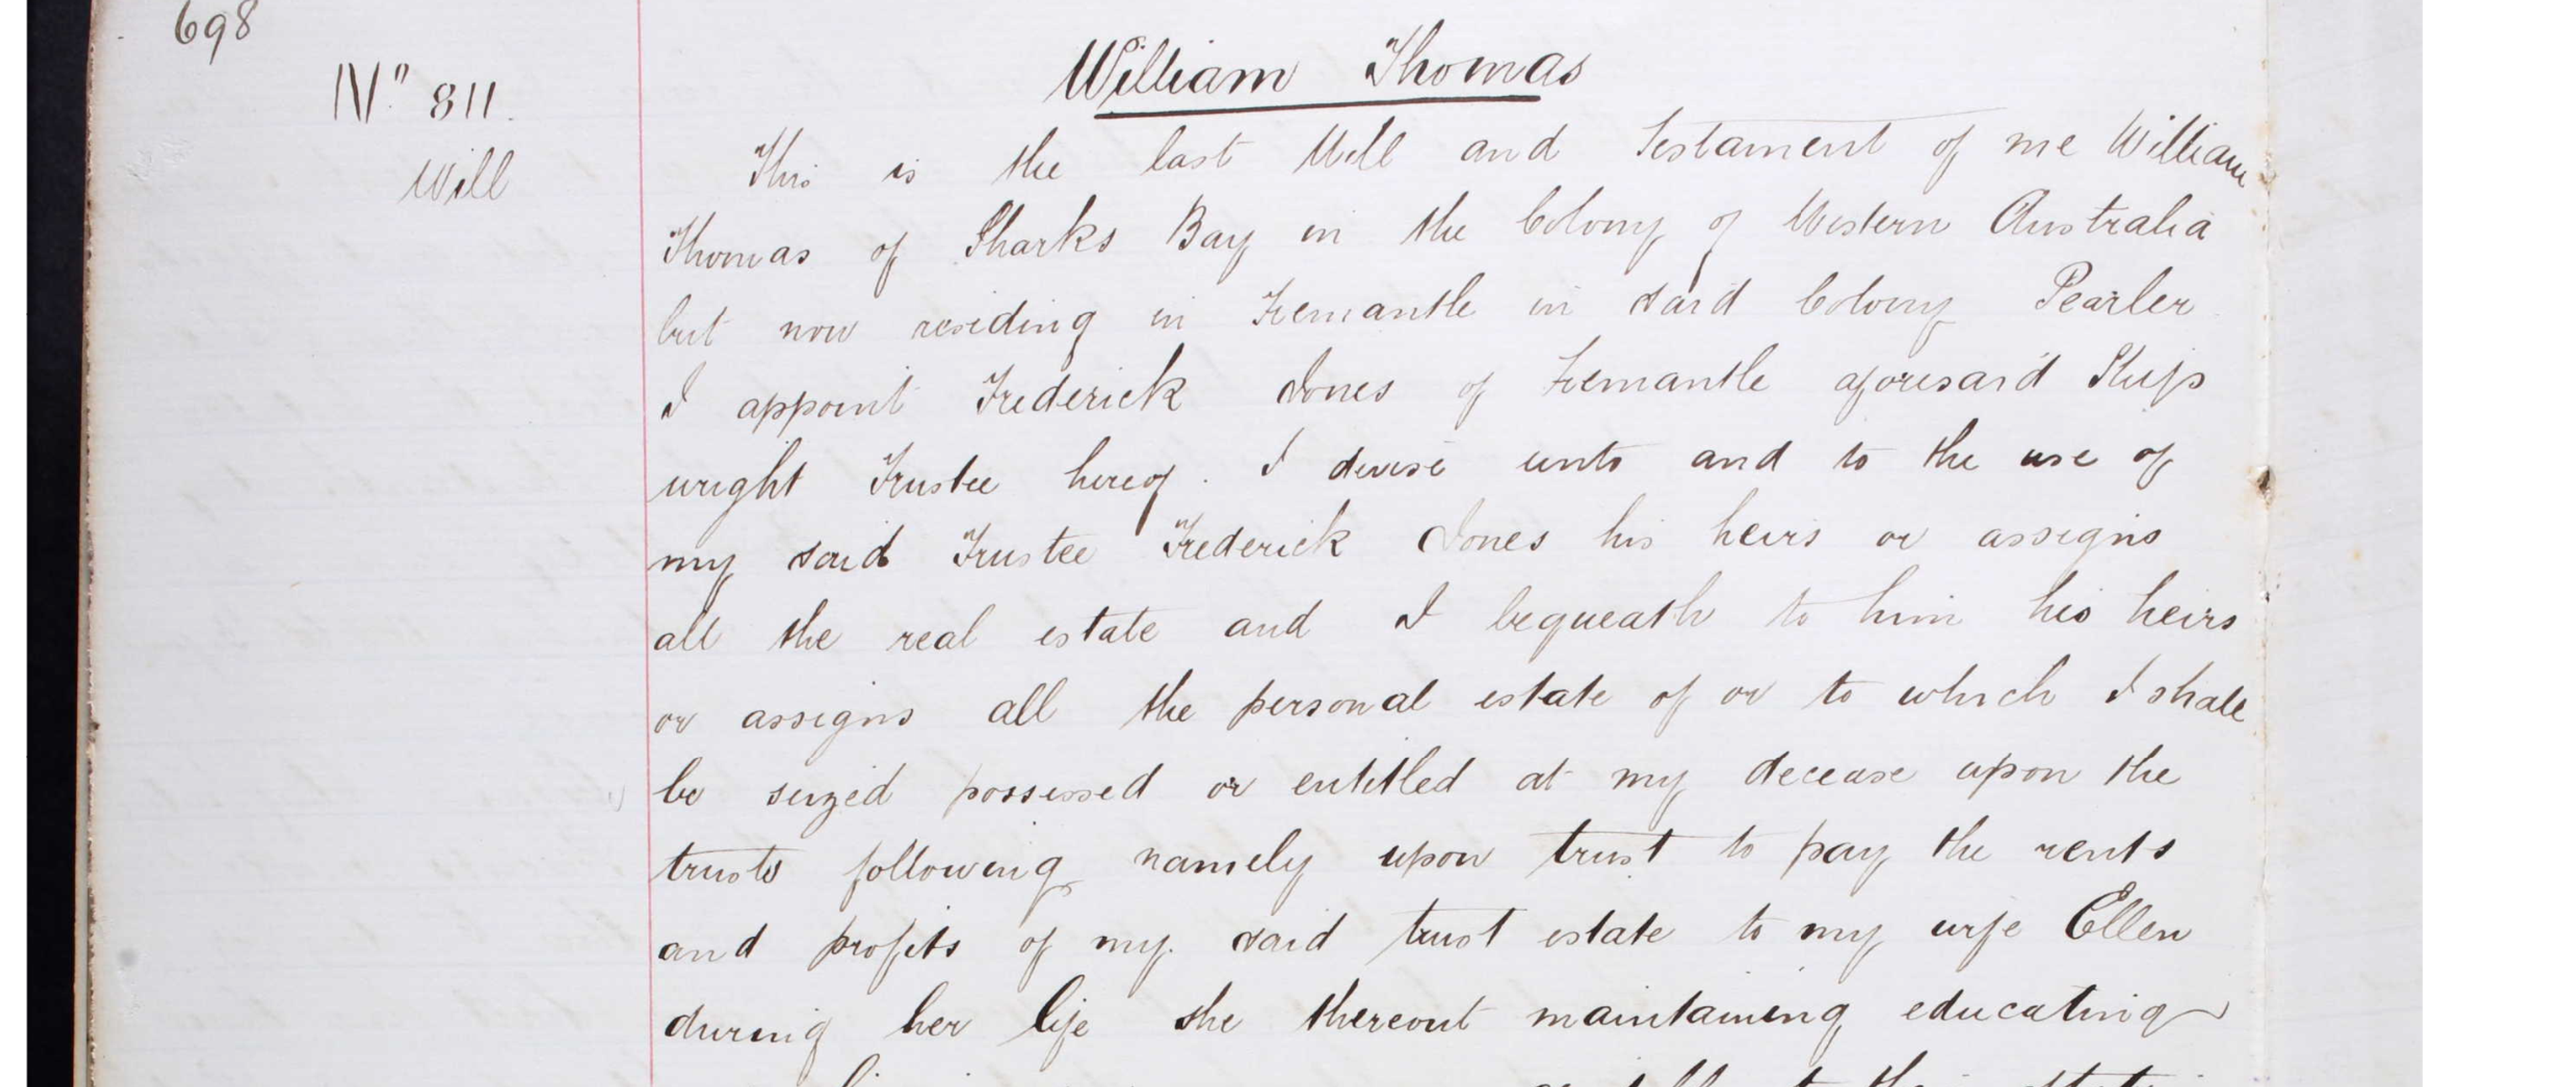 698
No 811.
Will
William Thomas
This is the last Will and Testament of me William
Thomas of Sharks Bay in the Colony of Western Australia
but now residing in Fremantle in said Colony Pearler
I appoint Frederick Jones of Fremantle aforesaid Ship
wright Trustee hereof. I devise unto and to the use of
my said Trustee Frederick Jones his heirs or assigns
all the real estate and I bequeath to him his heirs
or assigns all the personal estate of or to which I shall
be seized possessed or entitled at my decease upon the
trusts following namely upon trust to pay the rents
and profits of my said trust estate to my wife Ellen
during her life she thereout maintaining educating